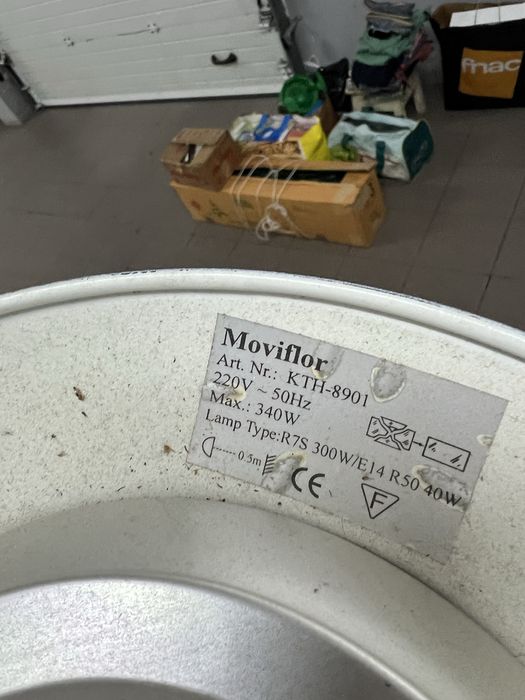 fnac
Moviflor
Art. Nr.: KTH-8901
220V ~ 50Hz
Max.: 340W
Lamp Type:R7S 300W/E14 R50 40W
0.5m
CE
F